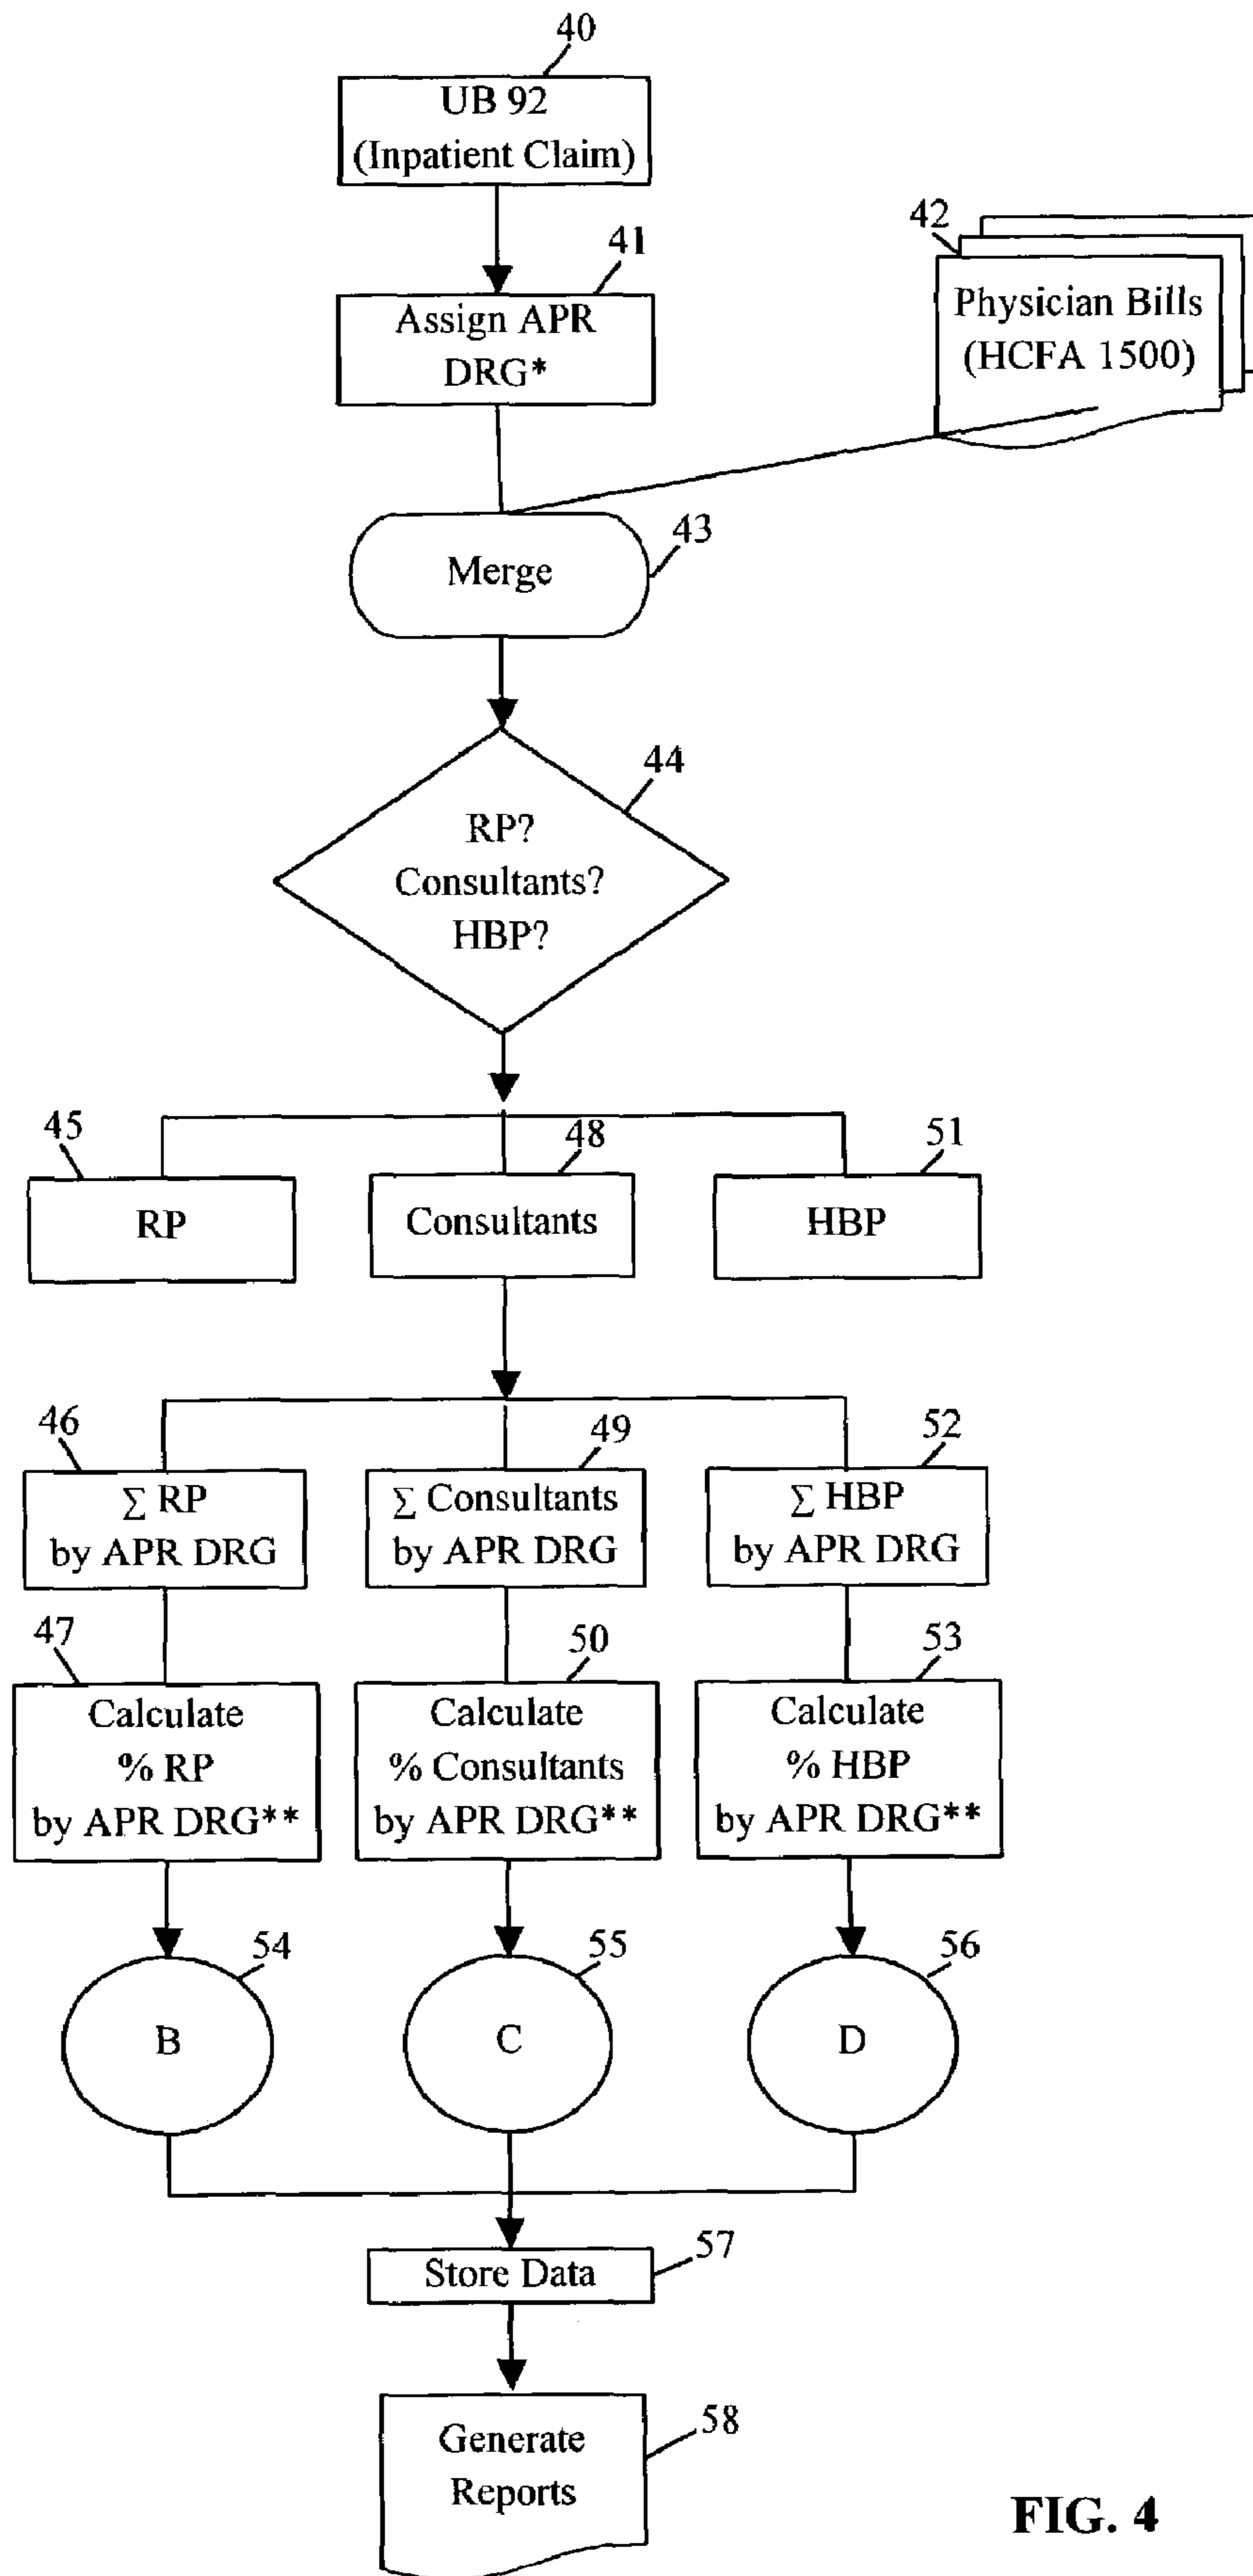 40
UB 92
(Inpatient Claim)
41
Assign APR
DRG*
42
Physician Bills
(HCFA 1500)
43
Merge
44
RP?
Consultants?
HBP?
45
RP
48
Consultants
51
HBP
46
∑ RP
by APR DRG
49
∑ Consultants
by APR DRG
52
∑ HBP
by APR DRG
47
Calculate
% RP
by APR DRG**
50
Calculate
% Consultants
by APR DRG**
53
Calculate
% HBP
by APR DRG**
54
B
55
C
56
D
57
Store Data
58
Generate
Reports
FIG. 4